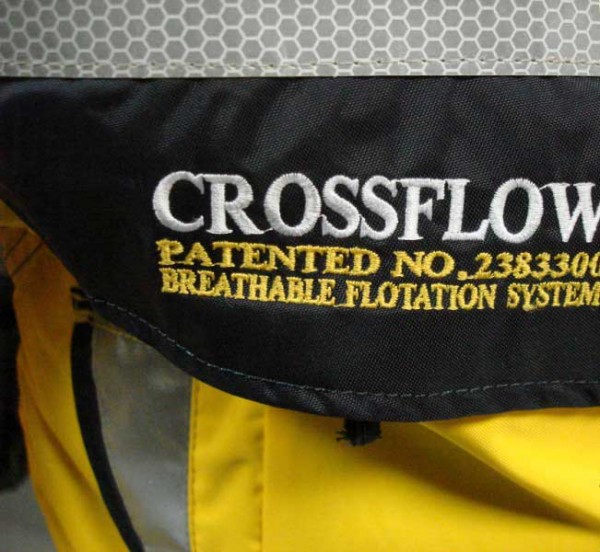 CROSSFLOW
PATENTED NO.2383300
BREATHABLE FLOTATION SYSTEM